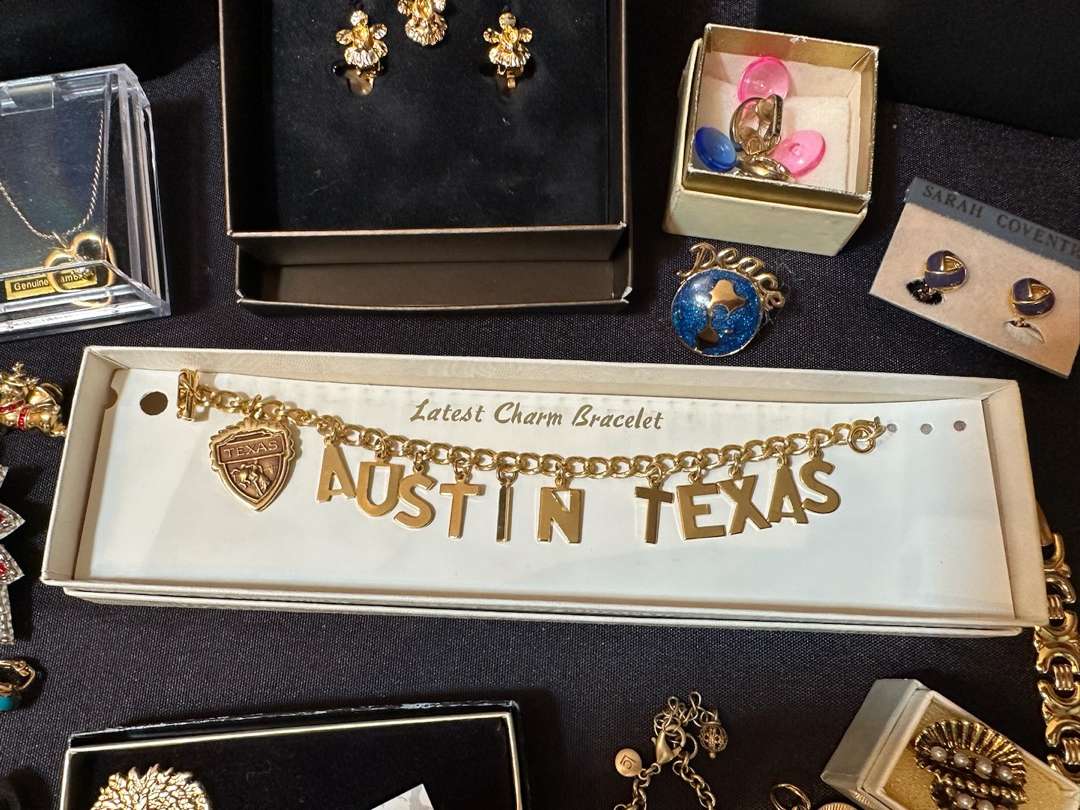 SARAH COVENT
Peace
Genuine
Latest Charm Bracelet
TEXAS
AUSTIN TEXAS